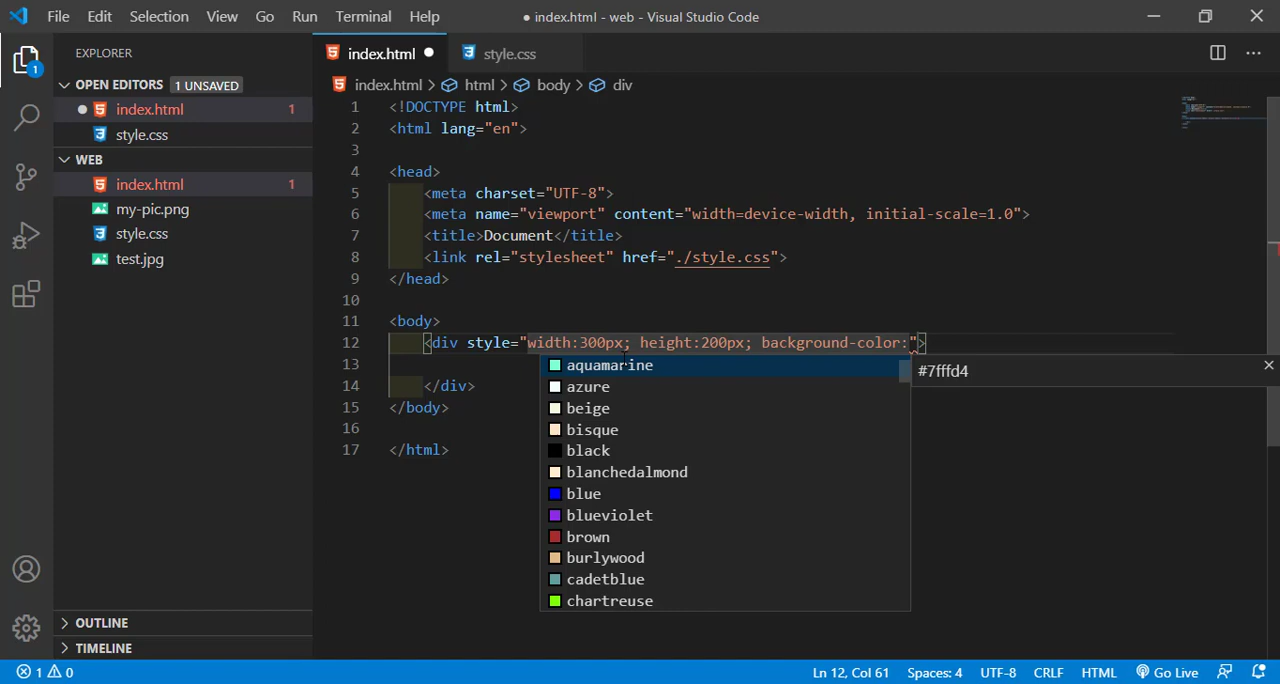 File Edit Selection View Go Run Terminal Help
● index.html - web - Visual Studio Code
EXPLORER
OPEN EDITORS 1 UNSAVED
index.html 1
style.css
WEB
index.html 1
my-pic.png
style.css
test.jpg
OUTLINE
TIMELINE
1
index.html
style.css
index.html > html > body > div
1 <!DOCTYPE html>
2 <html lang="en">
3
4 <head>
5 <meta charset="UTF-8">
6 <meta name="viewport" content="width=device-width, initial-scale=1.0">
7 <title>Document</title>
8 <link rel="stylesheet" href="./style.css">
9 </head>
10
11 <body>
12 <div style="width:300px; height:200px; background-color:">
13
14 </div>
15 </body>
16
17 </html>
aquamarine
azure
beige
bisque
black
blanchedalmond
blue
blueviolet
brown
burlywood
cadetblue
chartreuse
#7fffd4
1 0
Ln 12, Col 61 Spaces: 4 UTF-8 CRLF HTML Go Live